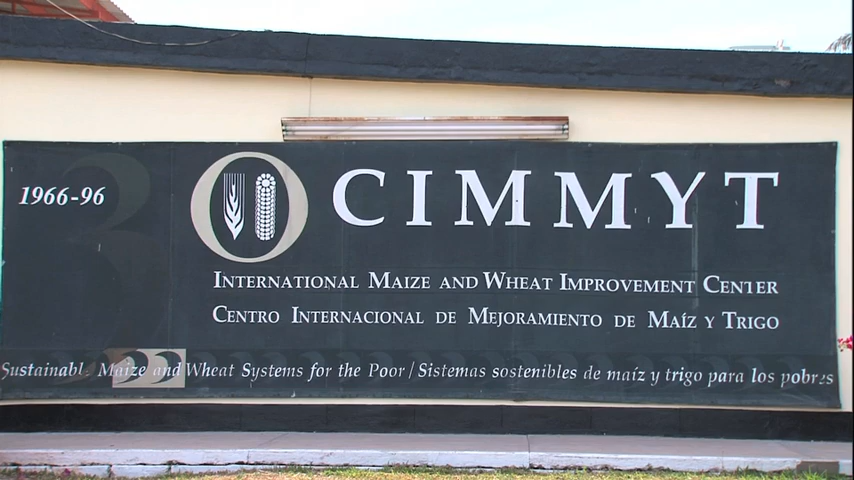 1966-96
CIMMYT
INTERNATIONAL MAIZE AND WHEAT IMPROVEMENT CENTER
CENTRO INTERNACIONAL DE MEJORAMIENTO DE MAÍZ Y TRIGO
Sustainable Maize and Wheat Systems for the Poor / Sistemas sostenibles de maíz y trigo para los pobres